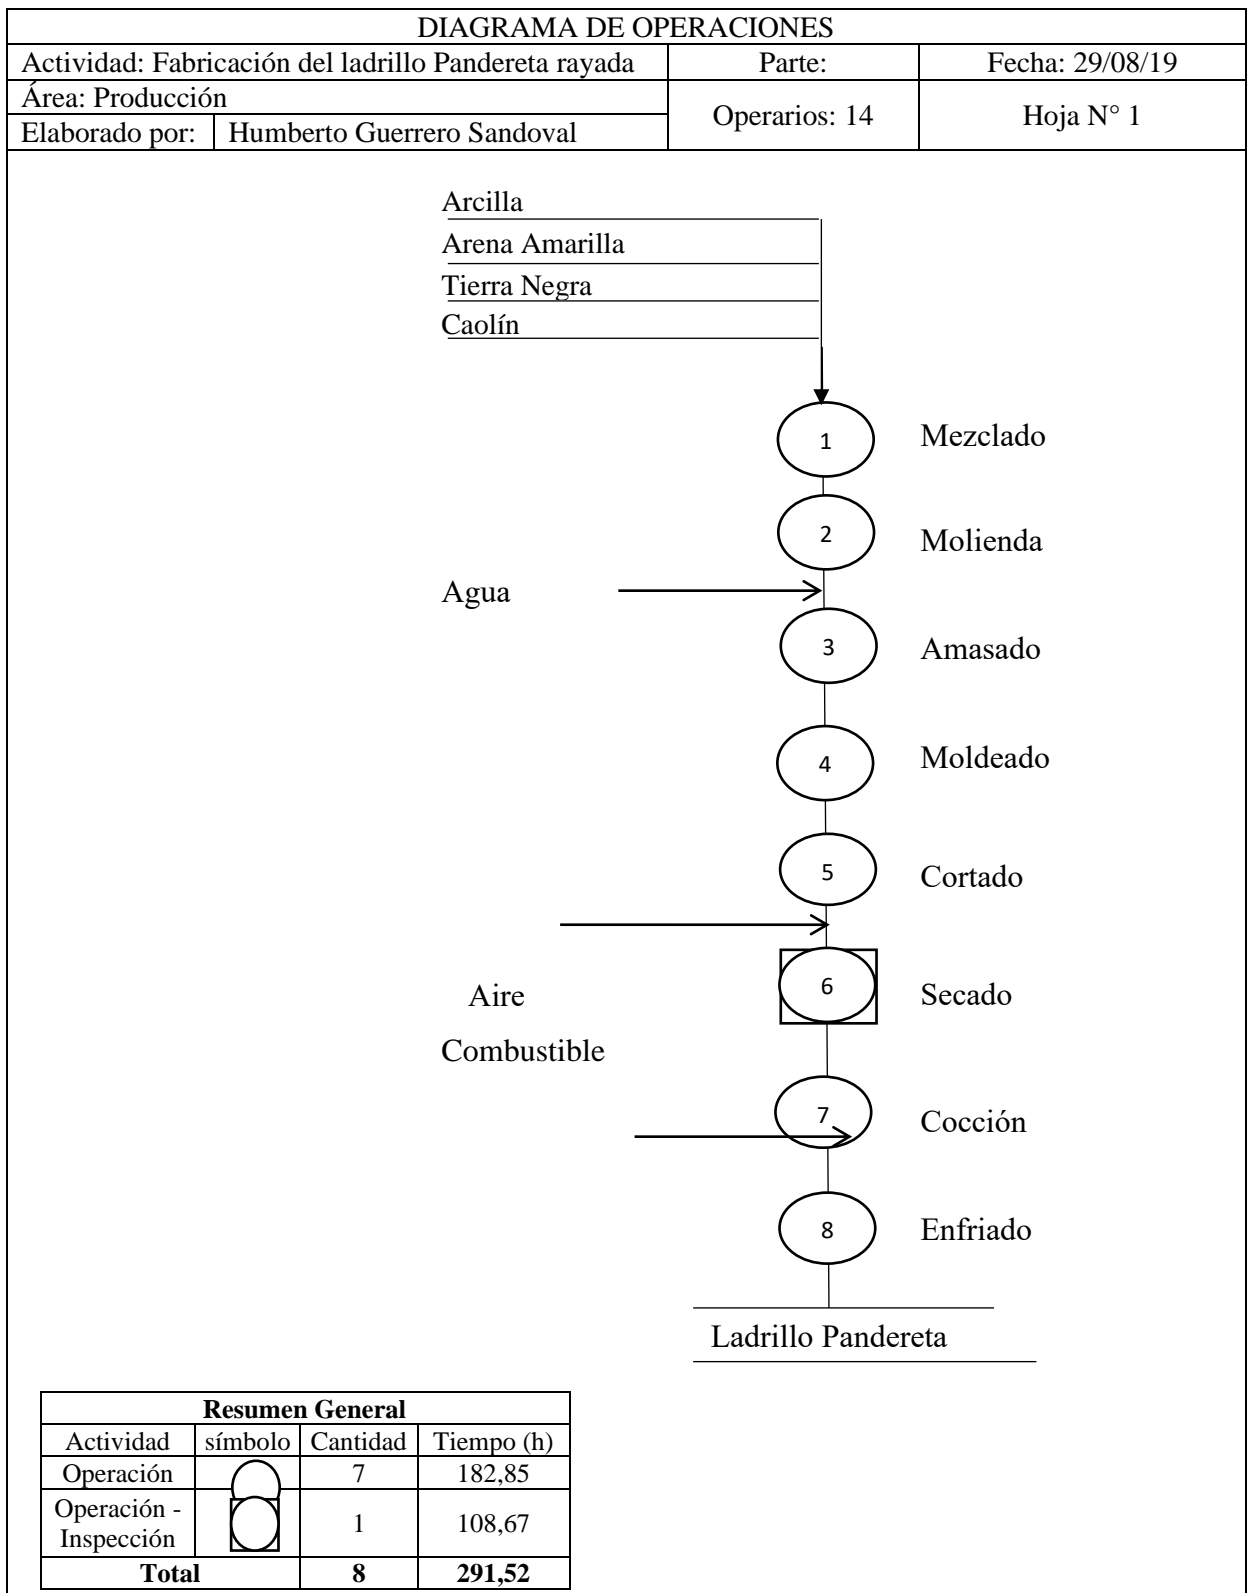 DIAGRAMA DE OPERACIONES
Actividad: Fabricación del ladrillo Pandereta rayada Parte: Fecha: 29/08/19
Área: Producción
Operarios: 14 Hoja N° 1
Elaborado por: Humberto Guerrero Sandoval
Arcilla
Arena Amarilla
Tierra Negra
Caolín
1 Mezclado
2 Molienda
Agua
3 Amasado
4 Moldeado
5 Cortado
6 Secado
Aire
Combustible
7 Cocción
8 Enfriado
Ladrillo Pandereta
Resumen General
Actividad símbolo Cantidad Tiempo (h)
Operación 7 182,85
Operación -
Inspección 1 108,67
Total 8 291,52